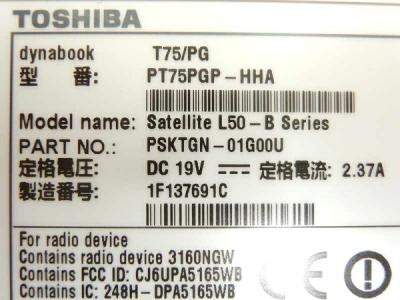 TOSHIBA
dynabook T75/PG
型 番: PT75PGP-HHA
Model name: Satellite L50-B Series
PART NO.: PSKTGN-01G00U
定格電圧: DC 19V ⎓ 定格電流: 2.37A
製造番号: 1F137691C
For radio device
Contains radio device 3160NGW
Contains FCC ID: CJ6UPA5165WB
Contains IC: 248H-DPA5165WB